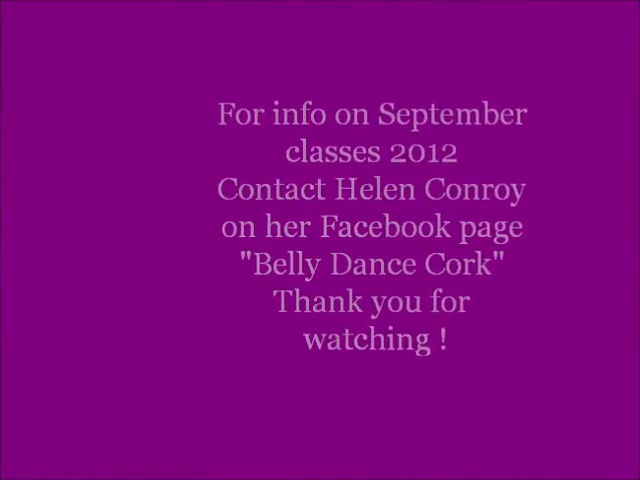 For info on September
classes 2012
Contact Helen Conroy
on her Facebook page
"Belly Dance Cork"
Thank you for
watching !